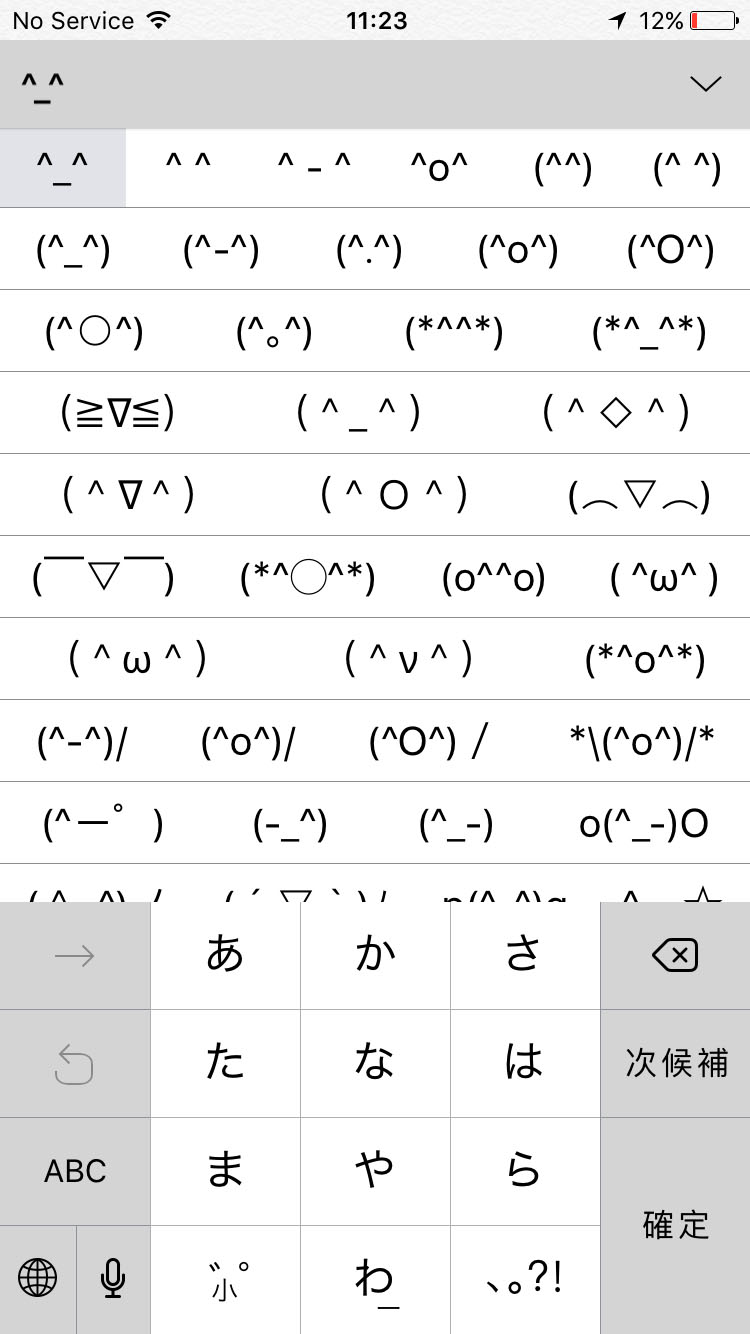 No Service 11:23 12%
^_^
^_^ ^ ^ ^ - ^ ^o^ (^^) (^ ^)
(^_^) (^-^) (^.^) (^o^) (^O^)
(^○^) (^｡^) (*^^*) (*^_^*)
(≧∇≦) ( ^ _ ^ ) ( ^ ◇ ^ )
( ^ ∇ ^ ) ( ^ O ^ ) (︵▽︵)
(￣▽￣) (*^◯^*) (o^^o) ( ^ω^ )
( ^ ω ^ ) ( ^ ν ^ ) (*^o^*)
(^-^)/ (^o^)/ (^O^)／ *\(^o^)/*
(^ー゜) (-_^) (^_-) o(^_-)O
→ あ か さ
た な は 次候補
ABC ま や ら 確定
゛゜小 わ_ 、。?!